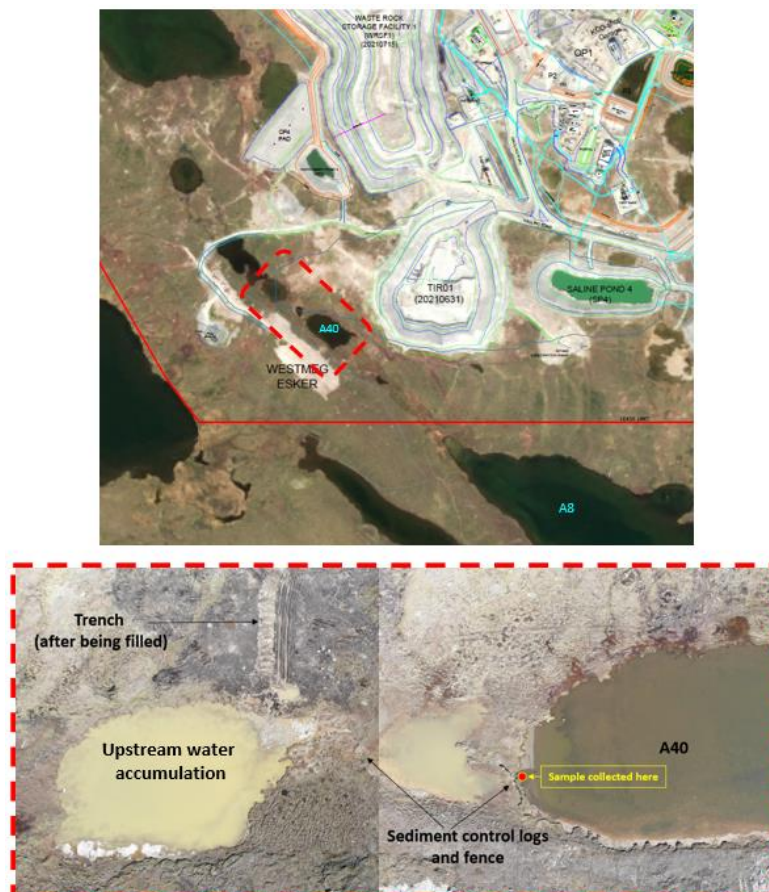 WASTE ROCK
STORAGE FACILITY 1
(WRSF1)
(20210715)
OP1
P2
OP4
PAD
TIR01
(20210631)
SALINE POND 4
(SP4)
A40
WESTMEG
ESKER
A8
Trench
(after being filled)
Upstream water
accumulation
A40
Sample collected here
Sediment control logs
and fence